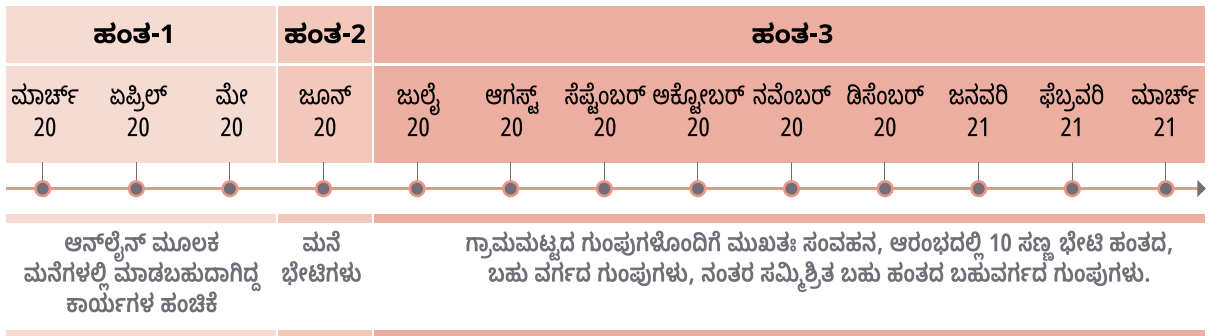 ಹಂತ-1 ಹಂತ-2 ಹಂತ-3
ಮಾರ್ಚ್ ಏಪ್ರಿಲ್ ಮೇ ಜೂನ್ ಜುಲೈ ಆಗಸ್ಟ್ ಸೆಪ್ಟೆಂಬರ್ ಅಕ್ಟೋಬರ್ ನವೆಂಬರ್ ಡಿಸೆಂಬರ್ ಜನವರಿ ಫೆಬ್ರವರಿ ಮಾರ್ಚ್
20 20 20 20 20 20 20 20 20 20 21 21 21
ಆನ್‌ಲೈನ್ ಮೂಲಕ
ಮನೆಗಳಲ್ಲಿ ಮಾಡಬಹುದಾಗಿದ್ದ
ಕಾರ್ಯಗಳ ಹಂಚಿಕೆ
ಮನೆ
ಭೇಟಿಗಳು
ಗ್ರಾಮಮಟ್ಟದ ಗುಂಪುಗಳೊಂದಿಗೆ ಮುಖತಃ ಸಂವಹನ, ಆರಂಭದಲ್ಲಿ 10 ಸಣ್ಣ ಭೇಟಿ ಹಂತದ,
ಬಹು ವರ್ಗದ ಗುಂಪುಗಳು, ನಂತರ ಸಮ್ಮಿಶ್ರಿತ ಬಹು ಹಂತದ ಬಹುವರ್ಗದ ಗುಂಪುಗಳು.